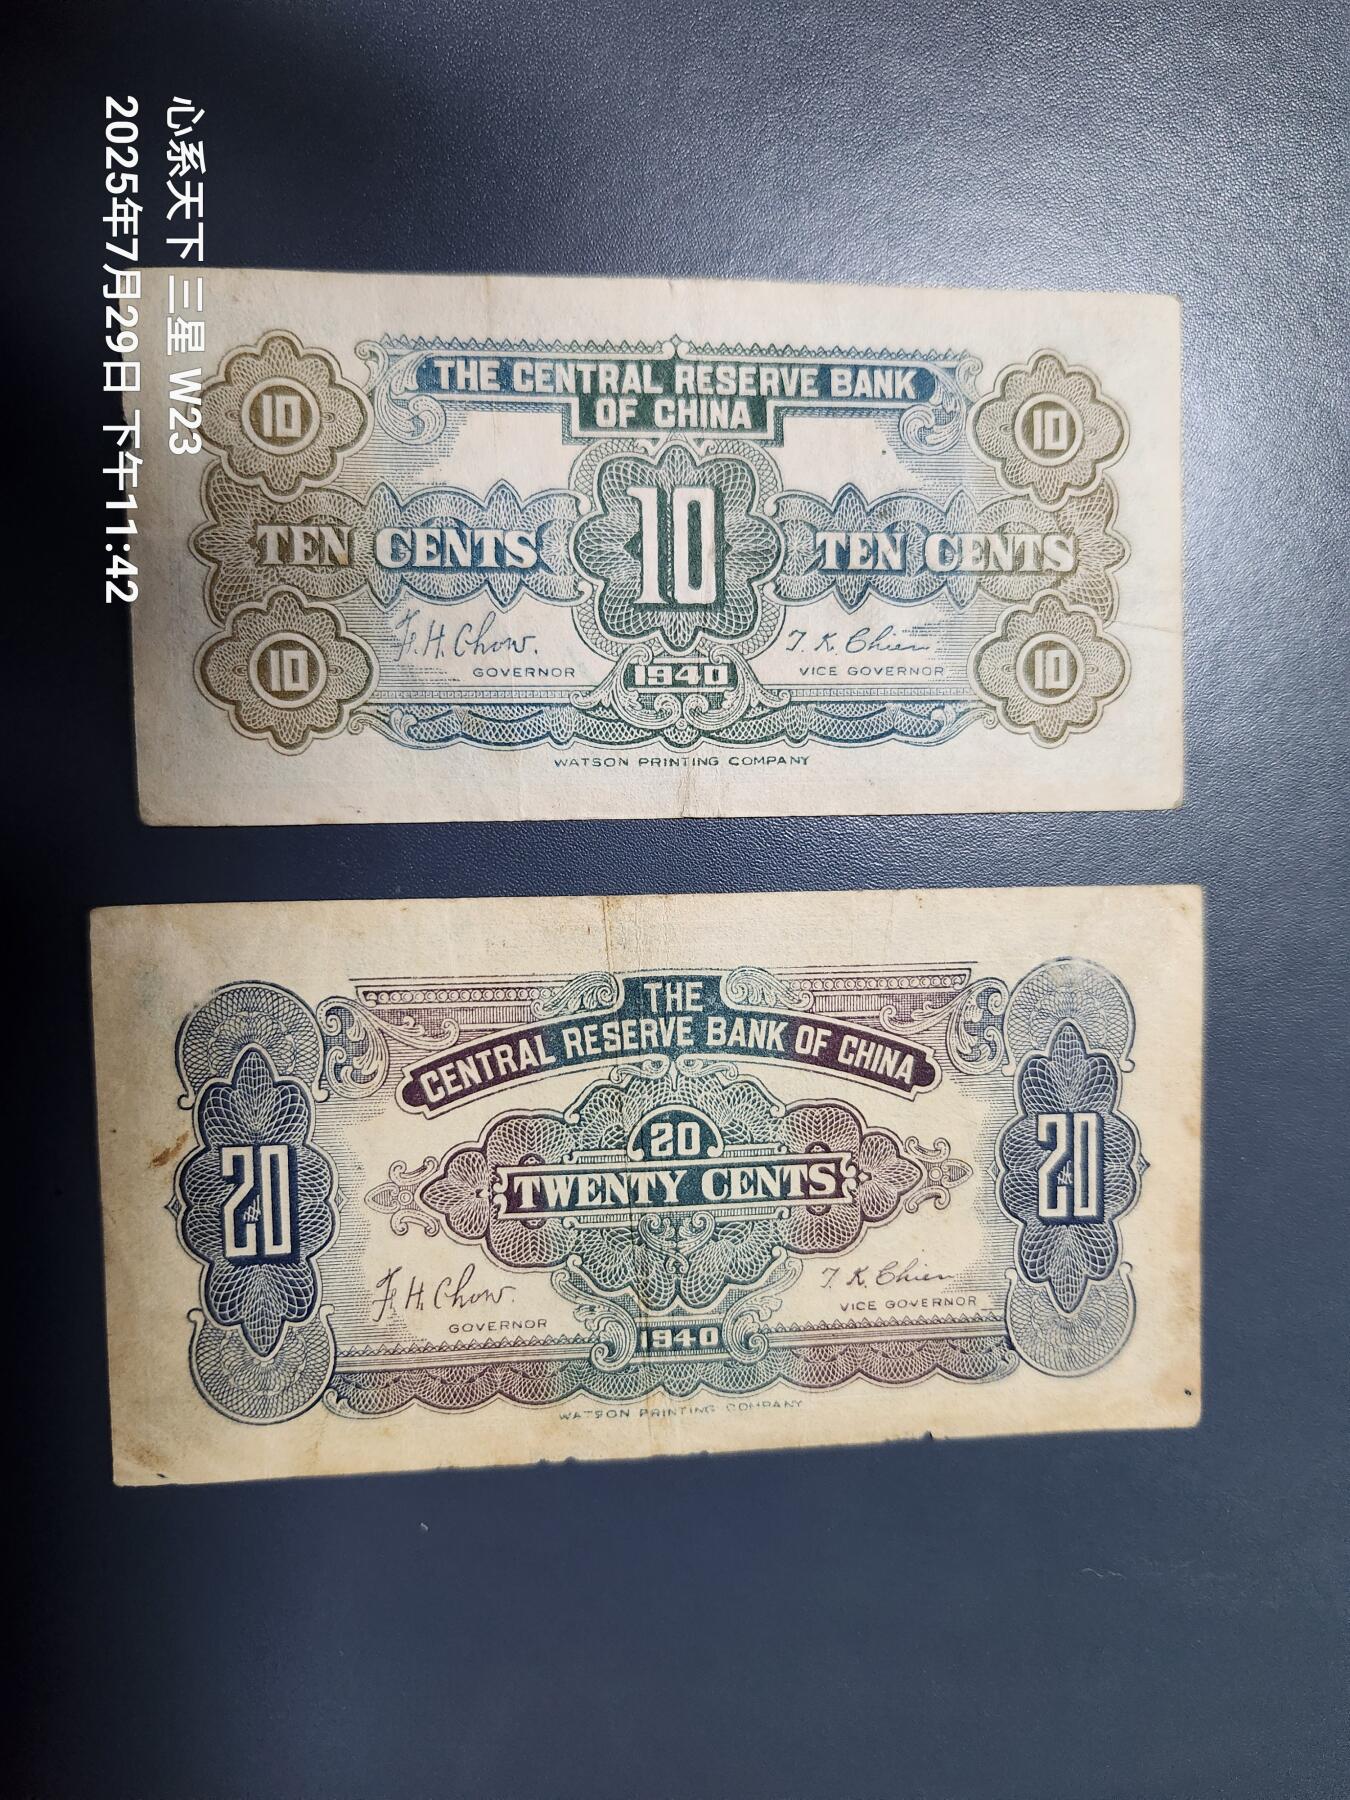 心系天下 三星 W23
2025年7月29日 下午11:42
THE CENTRAL RESERVE BANK
OF CHINA
10
10
TEN CENTS
10
TEN CENTS
F. H. Chow.
T. K. Chien
GOVERNOR
VICE GOVERNOR
10
1940
10
WATSON PRINTING COMPANY
THE
CENTRAL RESERVE BANK OF CHINA
20
20
20
TWENTY CENTS
F. H. Chow.
T. K. Chien
GOVERNOR
VICE GOVERNOR
1940
WATSON PRINTING COMPANY